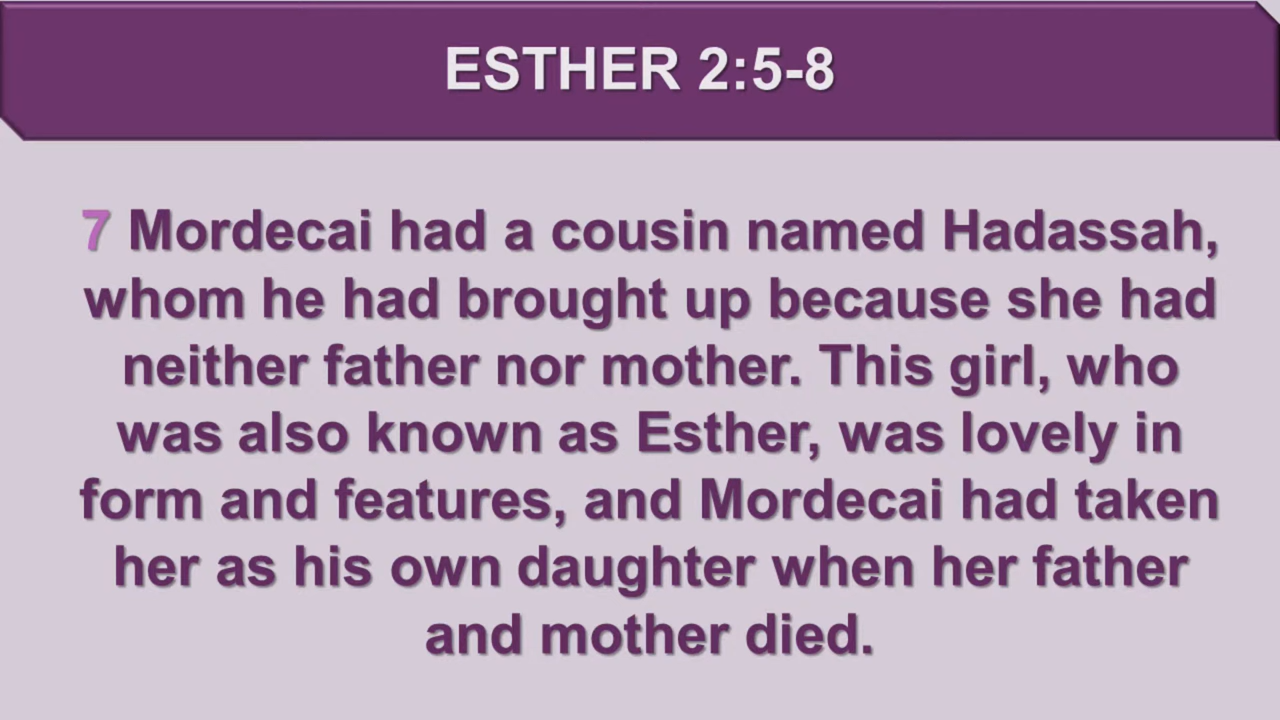 ESTHER 2:5-8
7 Mordecai had a cousin named Hadassah,
whom he had brought up because she had
neither father nor mother. This girl, who
was also known as Esther, was lovely in
form and features, and Mordecai had taken
her as his own daughter when her father
and mother died.